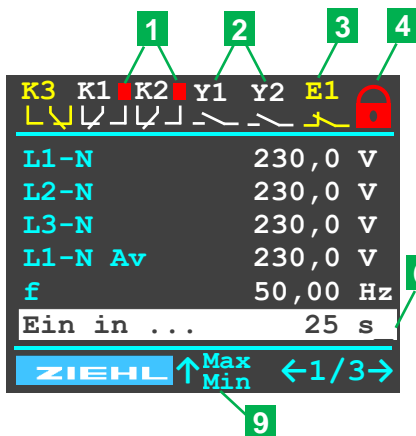 1 2 3 4
K3 K1 K2 Y1 Y2 E1
L1-N 230,0 V
L2-N 230,0 V
L3-N 230,0 V
L1-N Av 230,0 V
f 50,00 Hz
Ein in ... 25 s
ZIEHL ↑ Max Min ←1/3→
9